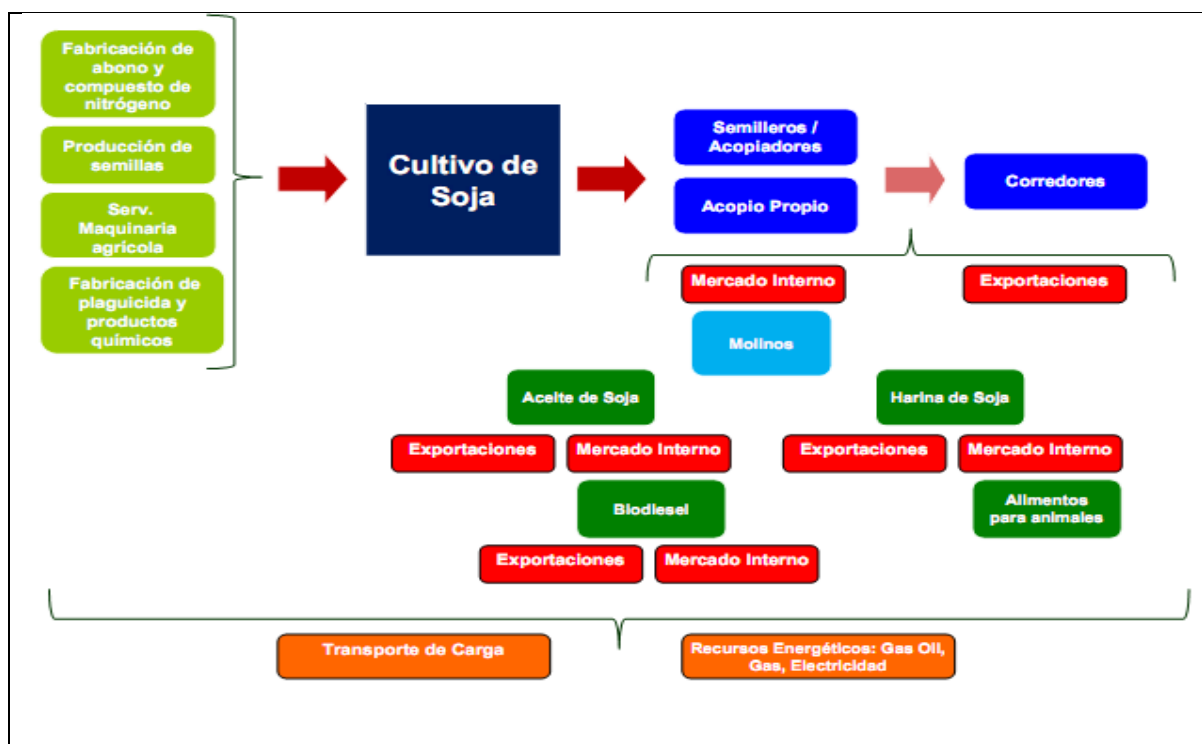 Fabricación de
abono y
compuesto de
nitrógeno
Producción de
semillas
Serv.
Maquinaria
agrícola
Fabricación de
plaguicida y
productos
químicos
Cultivo de
Soja
Semilleros /
Acopiadores
Acopio Propio
Corredores
Mercado Interno
Exportaciones
Molinos
Aceite de Soja
Harina de Soja
Exportaciones
Mercado Interno
Exportaciones
Mercado Interno
Biodiesel
Alimentos
para animales
Exportaciones
Mercado Interno
Transporte de Carga
Recursos Energéticos: Gas Oil,
Gas, Electricidad